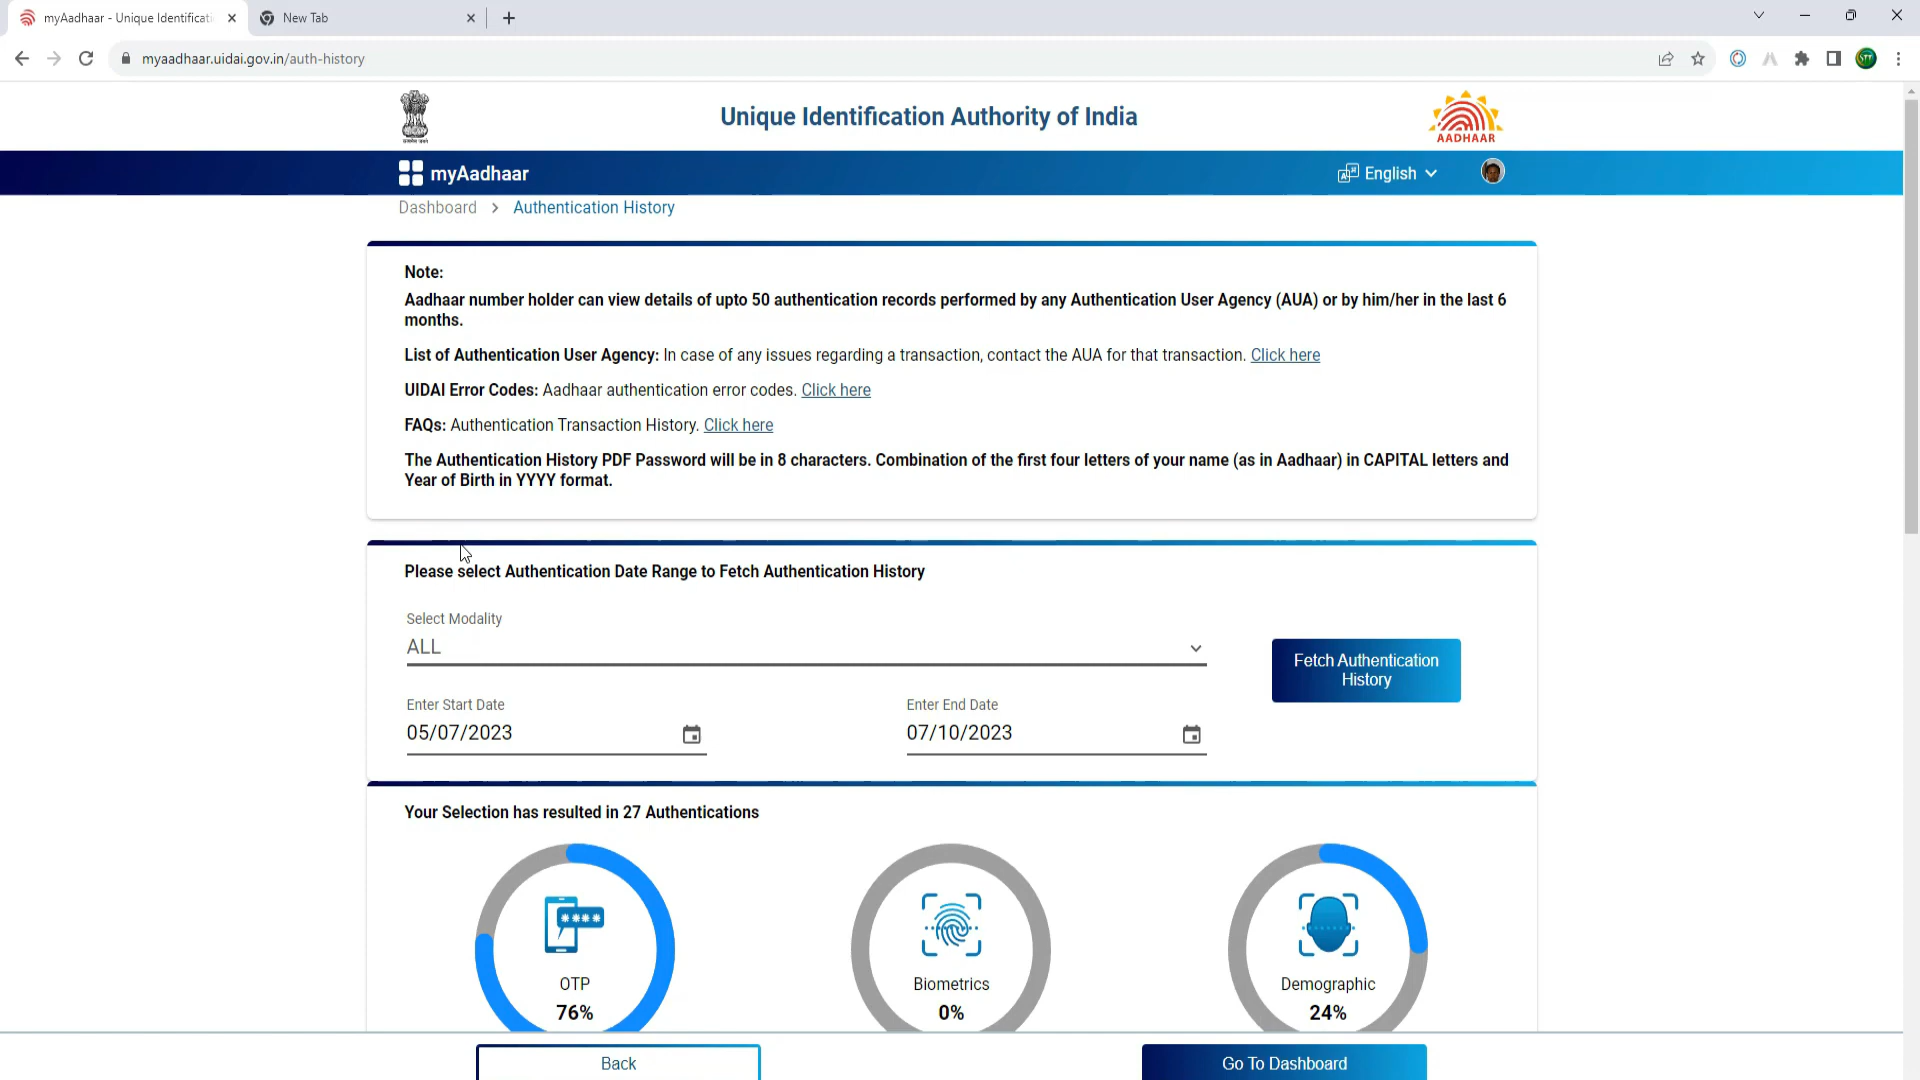 myAadhaar - Unique Identificati
New Tab
myaadhaar.uidai.gov.in/auth-history
Unique Identification Authority of India
AADHAAR
myAadhaar
English
Dashboard > Authentication History
Note:
Aadhaar number holder can view details of upto 50 authentication records performed by any Authentication User Agency (AUA) or by him/her in the last 6
months.
List of Authentication User Agency: In case of any issues regarding a transaction, contact the AUA for that transaction. Click here
UIDAI Error Codes: Aadhaar authentication error codes. Click here
FAQs: Authentication Transaction History. Click here
The Authentication History PDF Password will be in 8 characters. Combination of the first four letters of your name (as in Aadhaar) in CAPITAL letters and
Year of Birth in YYYY format.
Please select Authentication Date Range to Fetch Authentication History
Select Modality
ALL
Fetch Authentication
History
Enter Start Date
05/07/2023
Enter End Date
07/10/2023
Your Selection has resulted in 27 Authentications
OTP
76%
Biometrics
0%
Demographic
24%
Back
Go To Dashboard